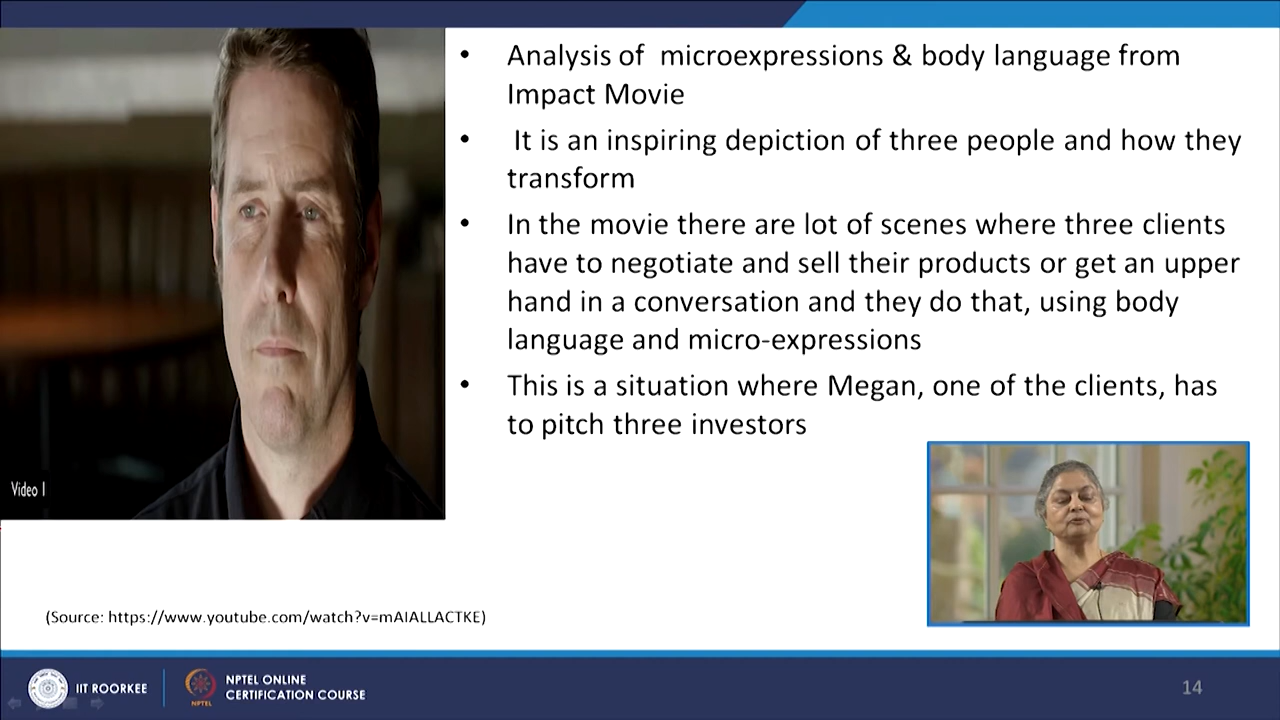 • Analysis of microexpressions & body language from
Impact Movie
• It is an inspiring depiction of three people and how they
transform
• In the movie there are lot of scenes where three clients
have to negotiate and sell their products or get an upper
hand in a conversation and they do that, using body
language and micro-expressions
• This is a situation where Megan, one of the clients, has
to pitch three investors
Video I
(Source: https://www.youtube.com/watch?v=mAIALLACTKE)
IIT ROORKEE
NPTEL
NPTEL ONLINE
CERTIFICATION COURSE
14